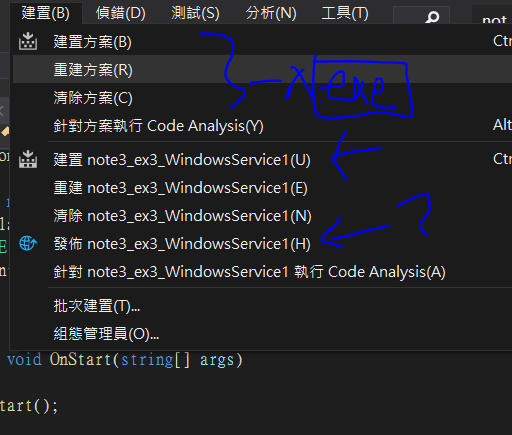 建置(B) 偵錯(D) 測試(S) 分析(N) 工具(T) not
建置方案(B) Ctr
重建方案(R)
清除方案(C)
x exe
針對方案執行 Code Analysis(Y) Alt
建置 note3_ex3_WindowsService1(U) Ctr
重建 note3_ex3_WindowsService1(E)
清除 note3_ex3_WindowsService1(N)
發佈 note3_ex3_WindowsService1(H) ?
針對 note3_ex3_WindowsService1 執行 Code Analysis(A)
批次建置(T)...
組態管理員(O)...
void OnStart(string[] args)
tart();